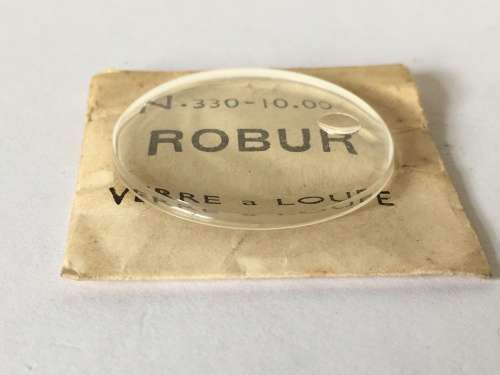 N. 330-10.00
ROBUR
VERRE a LOUPE